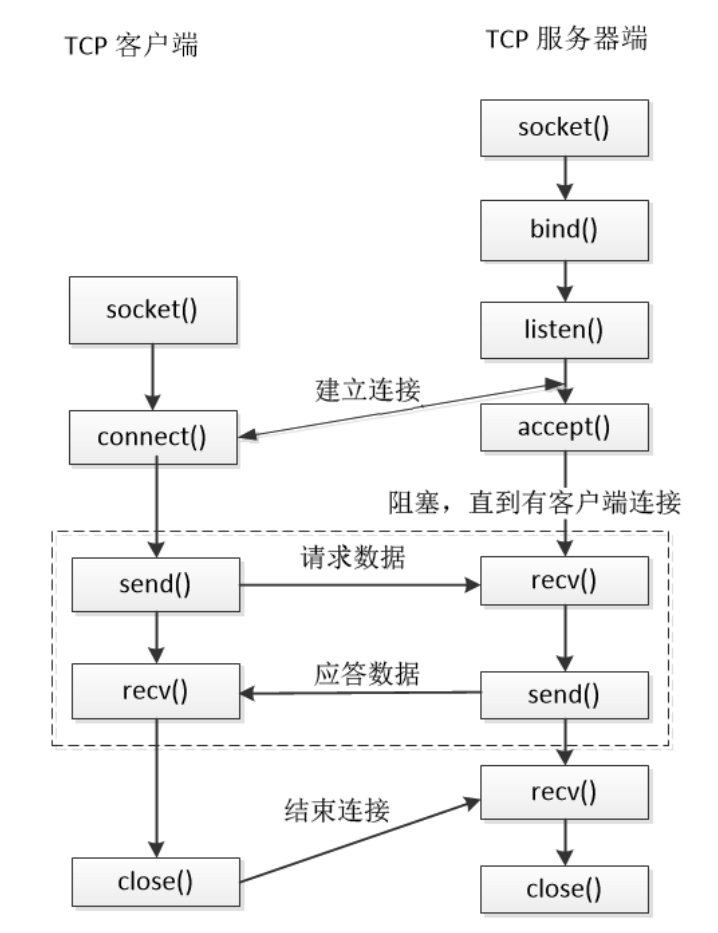 TCP 客户端
TCP 服务器端
socket()
bind()
socket()
listen()
建立连接
connect()
accept()
阻塞，直到有客户端连接
请求数据
send()
recv()
应答数据
recv()
send()
结束连接
recv()
close()
close()